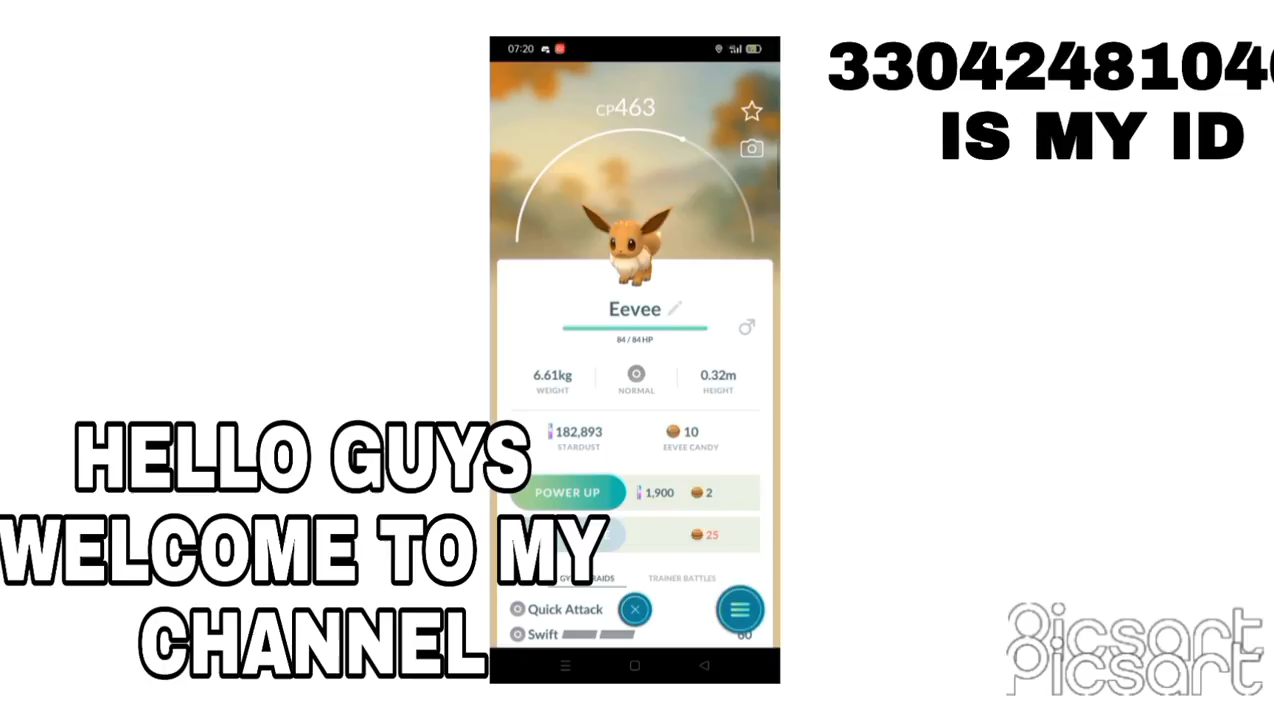 07:20
33042481040
IS MY ID
CP463
Eevee
84 / 84 HP
6.61kg
0.32m
WEIGHT
NORMAL
HEIGHT
182,893
10
STARDUST
EEVEE CANDY
POWER UP
1,900
2
25
HELLO GUYS
WELCOME TO MY
CHANNEL
TRAINER BATTLES
Quick Attack
Swift
60
Picsart
Picsart